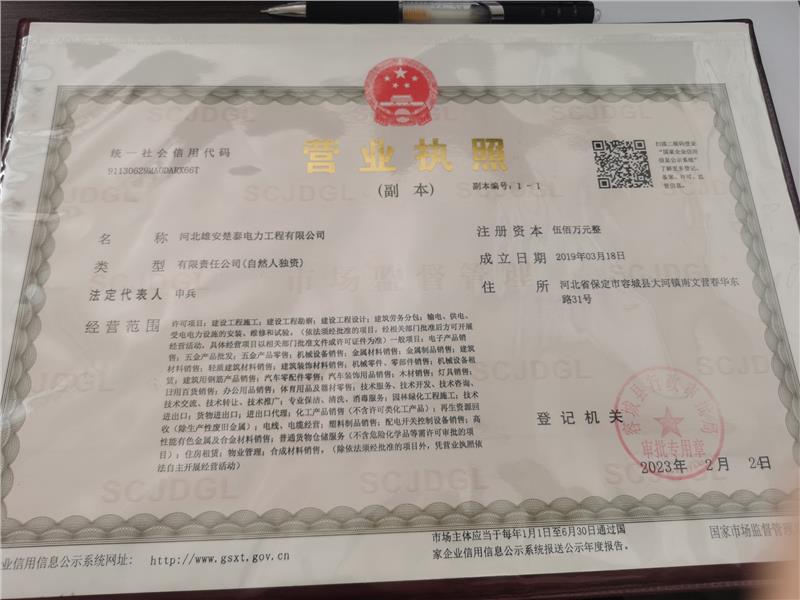 统一社会信用代码
营业执照
（副本）
副本编号：1-1
扫描二维码登录
“国家企业信用
信息公示系统”
了解更多登记、
备案、许可、监
管信息。
名 称 河北雄安楚泰电力工程有限公司
类 型 有限责任公司(自然人独资)
法定代表人 申兵
经营范围 许可项目：建设工程施工；建设工程勘察；建设工程设计；建筑劳务分包；输电、供电、
受电电力设施的安装、维修和试验。（依法须经批准的项目，经相关部门批准后方可开展
经营活动，具体经营项目以相关部门批准文件或许可证件为准）一般项目：电子产品销
售；五金产品批发；五金产品零售；机械设备销售；金属材料销售；金属制品销售；建筑
材料销售；轻质建筑材料销售；建筑装饰材料销售；机械零件、零部件销售；机械设备租
赁；建筑用钢筋产品销售；汽车零配件零售；汽车装饰用品销售；木材销售；灯具销售；
日用百货销售；办公用品销售；体育用品及器材零售；技术服务、技术开发、技术咨询、
技术交流、技术转让、技术推广；专业保洁、清洗、消毒服务；园林绿化工程施工；技术
进出口；货物进出口；进出口代理；化工产品销售（不含许可类化工产品）；再生资源回
收（除生产性废旧金属）；电线、电缆经营；塑料制品销售；配电开关控制设备销售；高
性能有色金属及合金材料销售；普通货物仓储服务（不含危险化学品等需许可审批的项
目）；住房租赁；物业管理；合成材料销售。（除依法须经批准的项目外，凭营业执照依
法自主开展经营活动）
注册资本 伍佰万元整
成立日期 2019年03月18日
住 所 河北省保定市容城县大河镇南文营春华东
路31号
登记机关
审批专用章
2023年 2月 24日
SCJDGL
市场监督管理
企业信用信息公示系统网址： http://www.gsxt.gov.cn
市场主体应当于每年1月1日至6月30日通过国
家企业信用信息公示系统报送公示年度报告。
国家市场监督管理